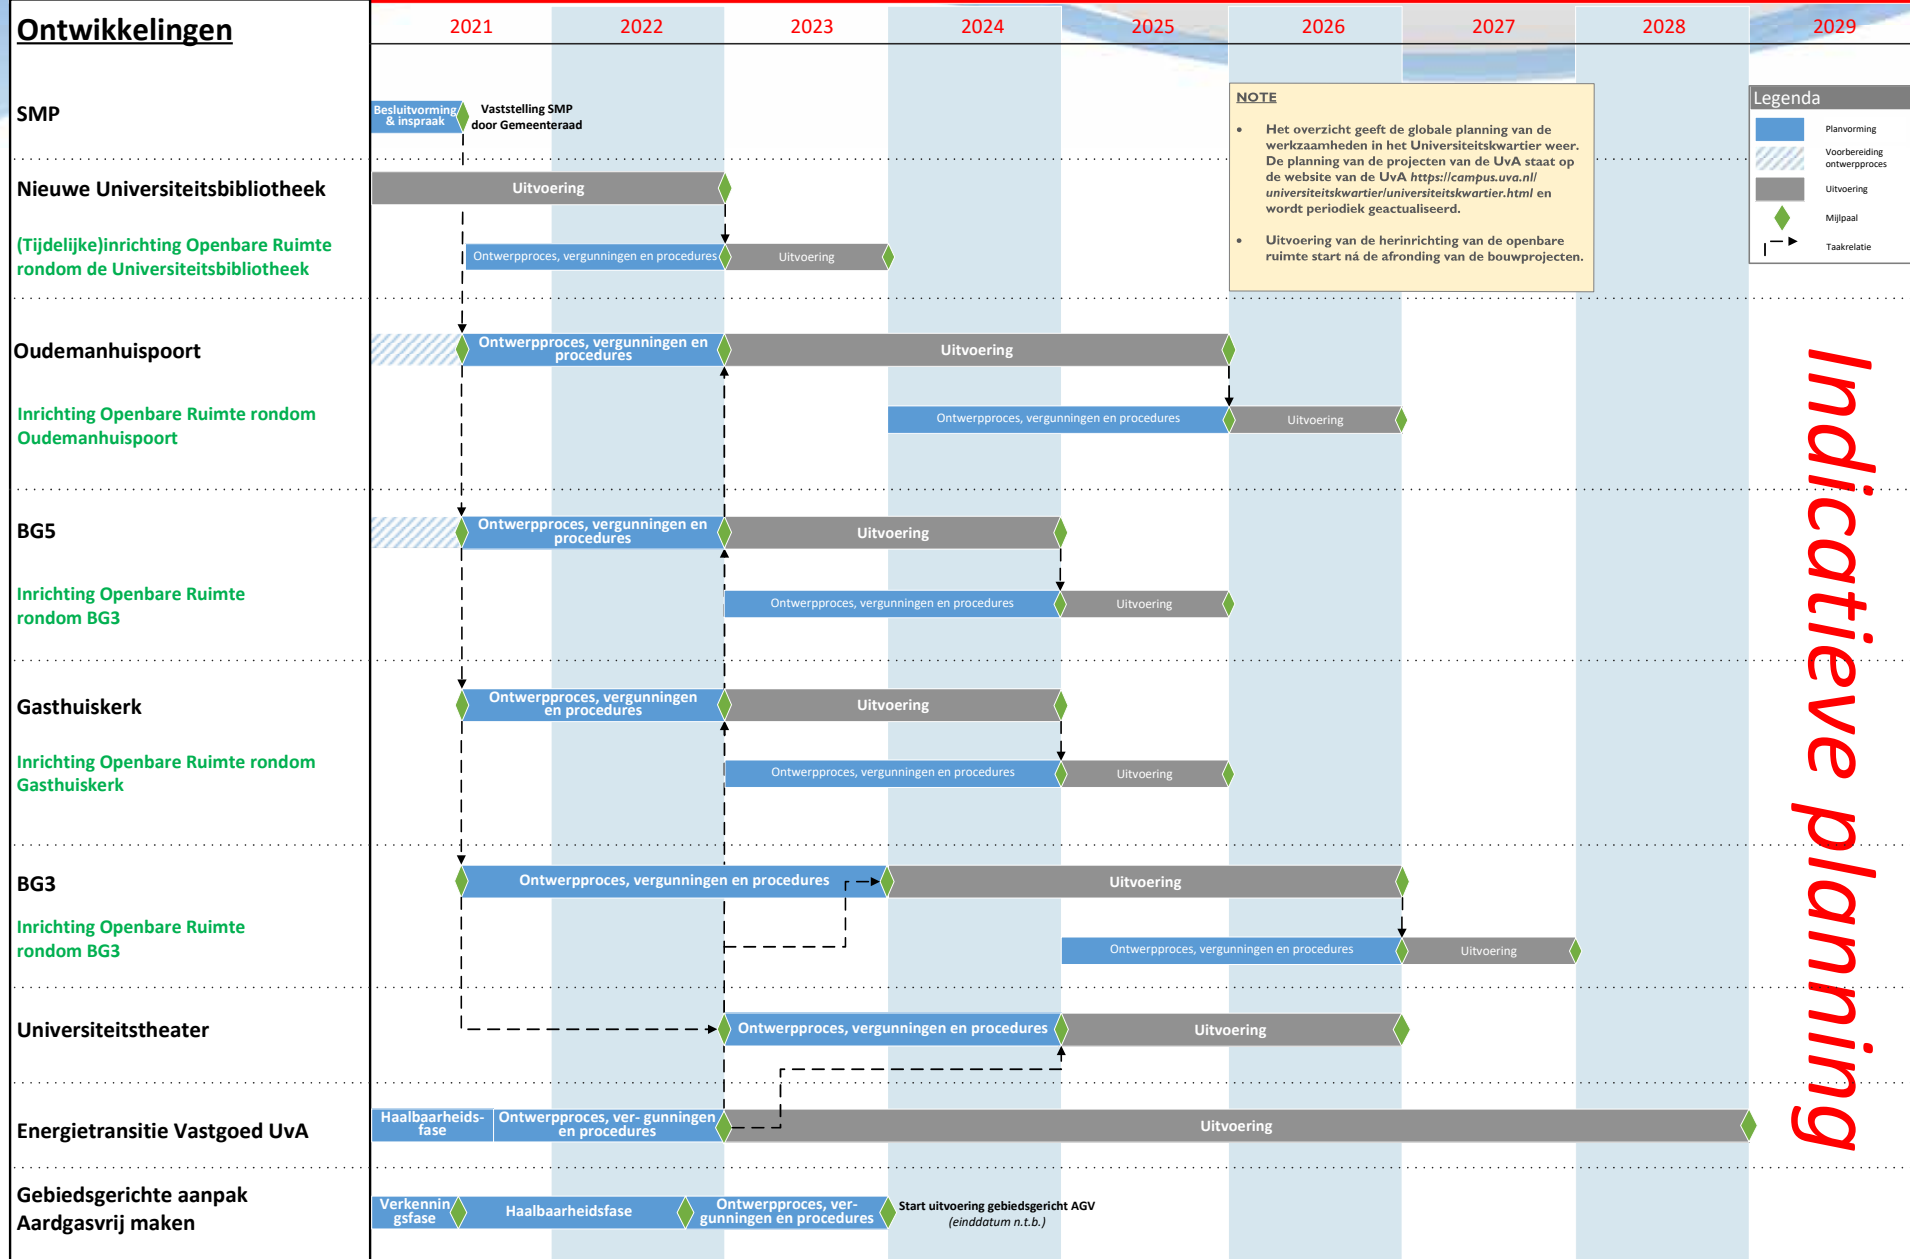 Ontwikkelingen
2021 2022 2023 2024 2025 2026 2027 2028 2029
SMP
Besluitvorming
& inspraak
Vaststelling SMP
door Gemeenteraad
NOTE
• Het overzicht geeft de globale planning van de
werkzaamheden in het Universiteitskwartier weer.
De planning van de projecten van de UvA staat op
de website van de UvA https://campus.uva.nl/
universiteitskwartier/universiteitskwartier.html en
wordt periodiek geactualiseerd.
• Uitvoering van de herinrichting van de openbare
ruimte start ná de afronding van de bouwprojecten.
Legenda
Planvorming
Voorbereiding
ontwerpproces
Uitvoering
Mijlpaal
Taakrelatie
Nieuwe Universiteitsbibliotheek
Uitvoering
(Tijdelijke)inrichting Openbare Ruimte
rondom de Universiteitsbibliotheek
Ontwerpproces, vergunningen en procedures
Uitvoering
Oudemanhuispoort
Ontwerpproces, vergunningen en
procedures
Uitvoering
Inrichting Openbare Ruimte rondom
Oudemanhuispoort
Ontwerpproces, vergunningen en procedures
Uitvoering
BG5
Ontwerpproces, vergunningen en
procedures
Uitvoering
Inrichting Openbare Ruimte
rondom BG3
Ontwerpproces, vergunningen en procedures
Uitvoering
Gasthuiskerk
Ontwerpproces, vergunningen
en procedures
Uitvoering
Inrichting Openbare Ruimte rondom
Gasthuiskerk
Ontwerpproces, vergunningen en procedures
Uitvoering
BG3
Ontwerpproces, vergunningen en procedures
Uitvoering
Inrichting Openbare Ruimte
rondom BG3
Ontwerpproces, vergunningen en procedures
Uitvoering
Universiteitstheater
Ontwerpproces, vergunningen en procedures
Uitvoering
Energietransitie Vastgoed UvA
Haalbaarheids-
fase
Ontwerpproces, ver- gunningen
en procedures
Uitvoering
Gebiedsgerichte aanpak
Aardgasvrij maken
Verkennin
gsfase
Haalbaarheidsfase
Ontwerpproces, ver-
gunningen en procedures
Start uitvoering gebiedsgericht AGV
(einddatum n.t.b.)
Indicatieve planning